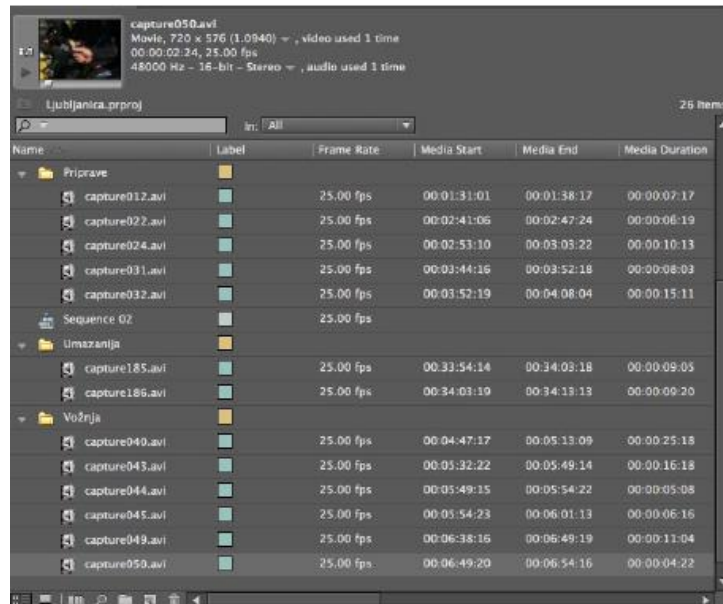 capture050.avi
Movie, 720 x 576 (1.0940) , video used 1 time
00:00:02:24, 25.00 fps
48000 Hz - 16-bit - Stereo , audio used 1 time
Ljubljanica.prproj 26 Items
In: All
Name Label Frame Rate Media Start Media End Media Duration
Priprave
capture012.avi 25.00 fps 00:01:31:01 00:01:38:17 00:00:07:17
capture022.avi 25.00 fps 00:02:41:06 00:02:47:24 00:00:06:19
capture024.avi 25.00 fps 00:02:53:10 00:03:03:22 00:00:10:13
capture031.avi 25.00 fps 00:03:44:16 00:03:52:18 00:00:08:03
capture032.avi 25.00 fps 00:03:52:19 00:04:08:04 00:00:15:11
Sequence 02 25.00 fps
Umazanija
capture185.avi 25.00 fps 00:33:54:14 00:34:03:18 00:00:09:05
capture186.avi 25.00 fps 00:34:03:19 00:34:13:13 00:00:09:20
Vožnja
capture040.avi 25.00 fps 00:04:47:17 00:05:13:09 00:00:25:18
capture043.avi 25.00 fps 00:05:32:22 00:05:49:14 00:00:16:18
capture044.avi 25.00 fps 00:05:49:15 00:05:54:22 00:00:05:08
capture045.avi 25.00 fps 00:05:54:23 00:06:01:13 00:00:06:16
capture049.avi 25.00 fps 00:06:38:16 00:06:49:19 00:00:11:04
capture050.avi 25.00 fps 00:06:49:20 00:06:54:16 00:00:04:22